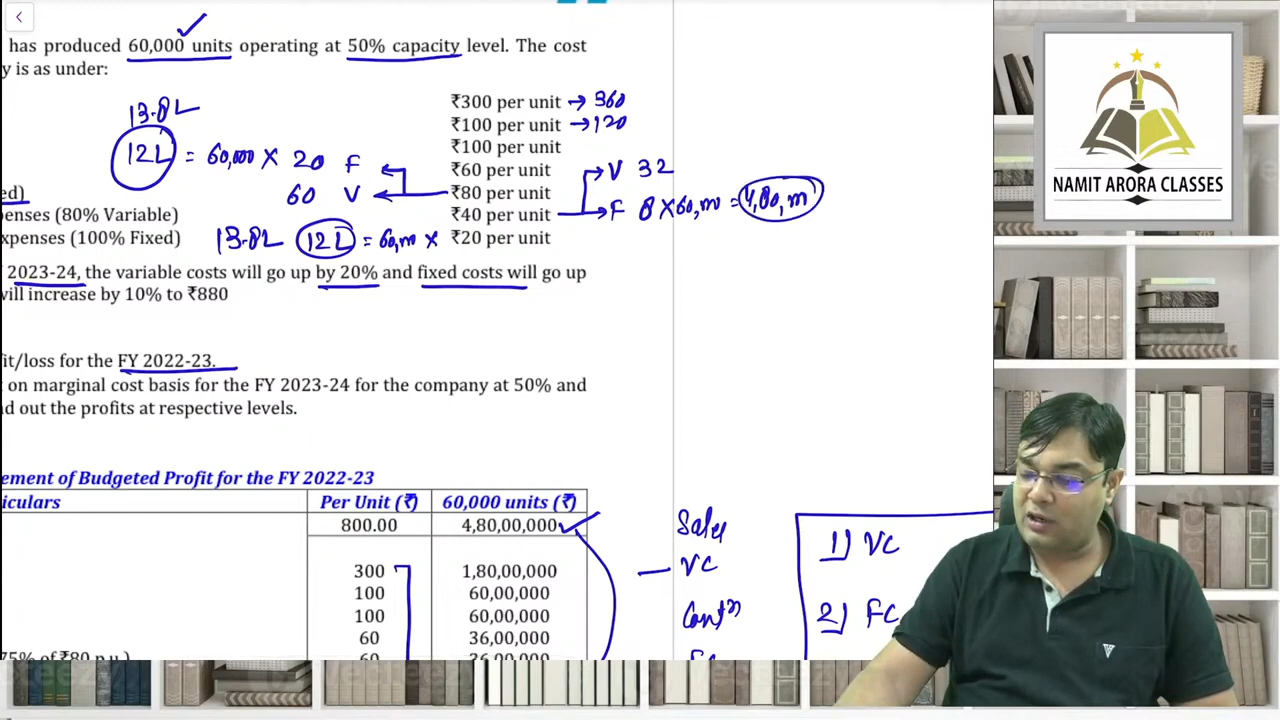 has produced 60,000 units operating at 50% capacity level. The cost
y is as under:
13.8L
₹300 per unit → 360
₹100 per unit → 120
₹100 per unit
12L = 60,000 × 20 F
₹60 per unit
V 32
60 V
₹80 per unit
ed)
penses (80% Variable)
₹40 per unit
F 8 × 60,m = 4,80,m
xpenses (100% Fixed)
13.8L 12L = 60,m × ₹20 per unit
2023-24, the variable costs will go up by 20% and fixed costs will go up
vill increase by 10% to ₹880
fit/loss for the FY 2022-23.
on marginal cost basis for the FY 2023-24 for the company at 50% and
nd out the profits at respective levels.
ement of Budgeted Profit for the FY 2022-23
iculars Per Unit (₹) 60,000 units (₹)
800.00 4,80,00,000
300 1,80,00,000
100 60,00,000
100 60,00,000
60 36,00,000
75% of ₹80 p.u.) 60 36,00,000
Sales
VC
Contn
1) VC
2) FC
NAMIT ARORA CLASSES